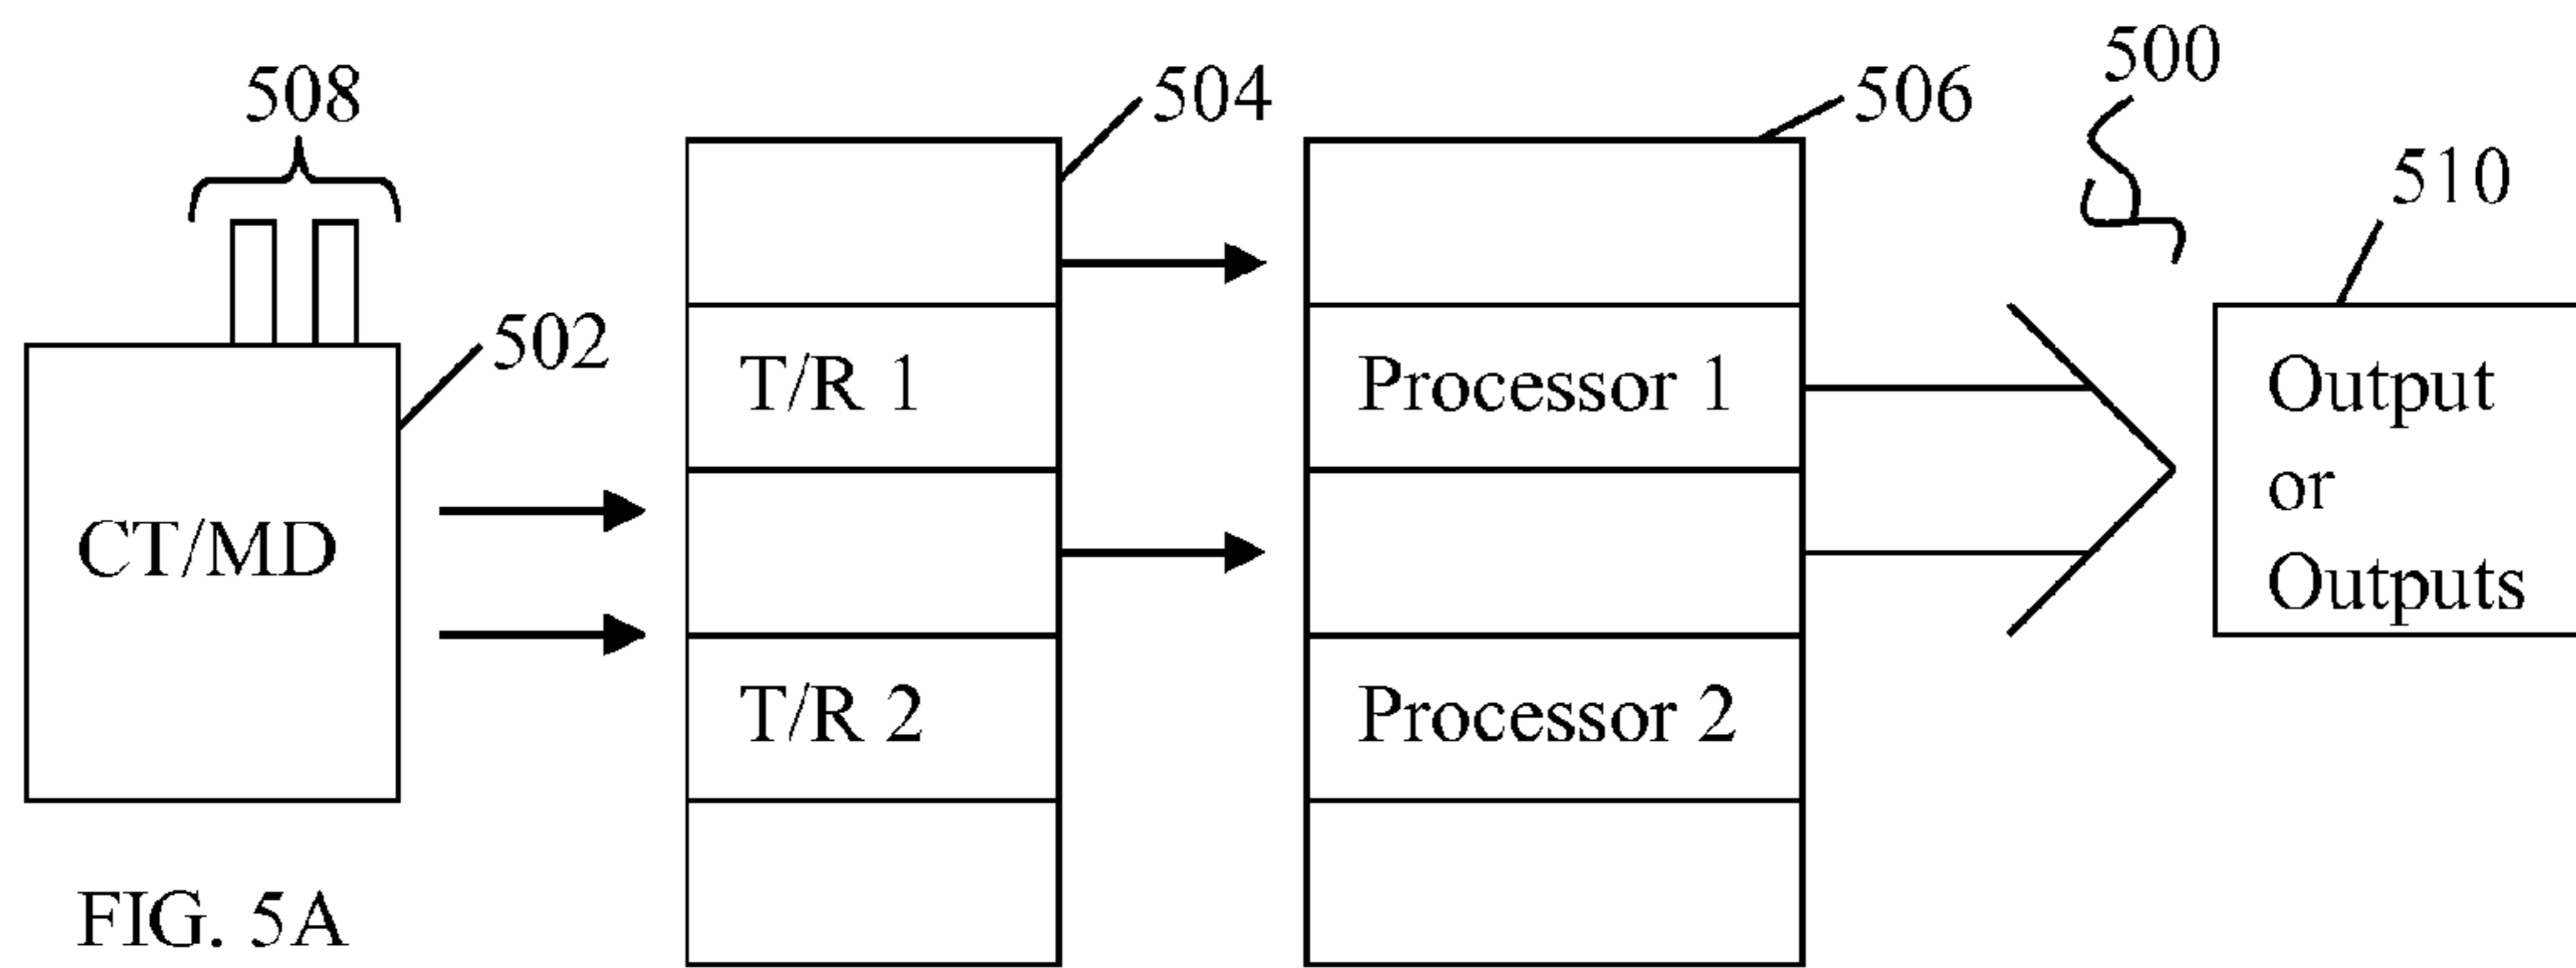 508
504
506
500
510
502
CT/MD
T/R 1
T/R 2
Processor 1
Processor 2
Output
or
Outputs
FIG. 5A